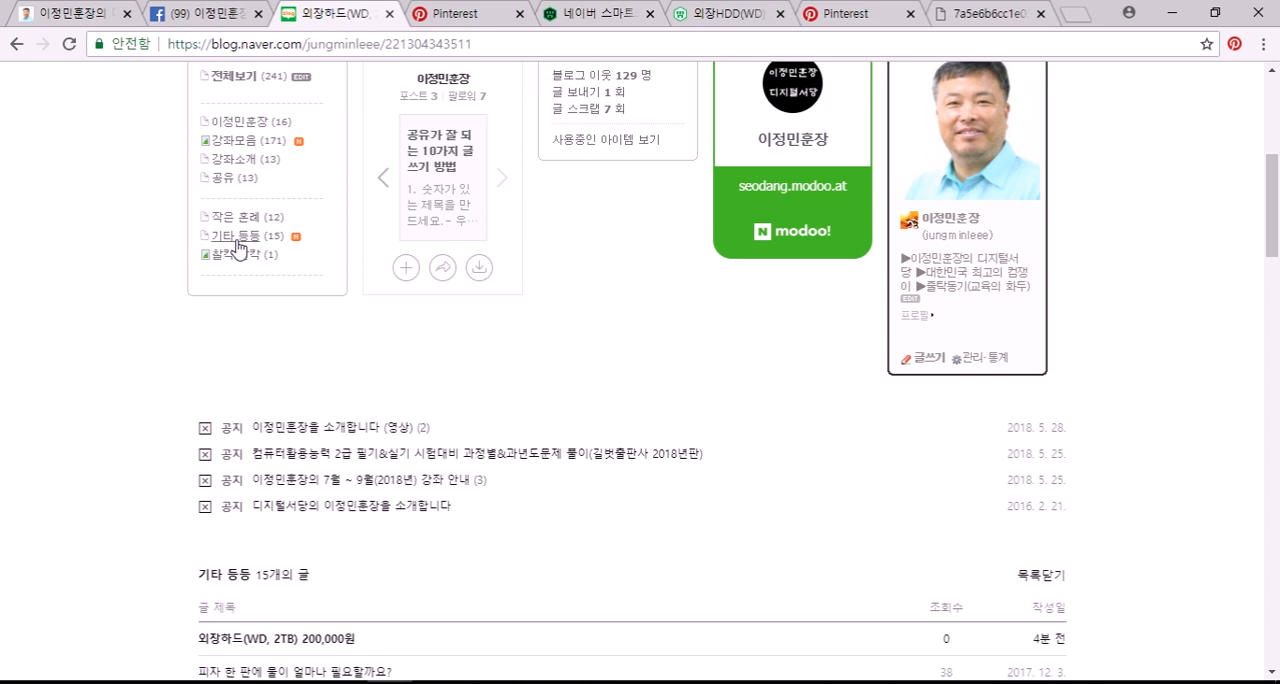 이정민훈장의
(99) 이정민훈
외장하드(WD,
Pinterest
네이버 스마트
외장HDD(WD)
Pinterest
7a5e6b6cc1e0
안전함
https://blog.naver.com/jungminleee/221304343511
전체보기 (241) EDIT
이정민훈장 (16)
강좌모음 (171) N
강좌소개 (13)
공유 (13)
작은 혼례 (12)
기타 등등 (15) N
찰칵 찰칵 (1)
이정민훈장
포스트 3 | 팔로워 7
공유가 잘 되
는 10가지 글
쓰기 방법
1. 숫자가 있
는 제목을 만
드세요.- 우…
블로그 이웃 129 명
글 보내기 1 회
글 스크랩 7 회
사용중인 아이템 보기
이정민훈장
디지털서당
이정민훈장
seodang.modoo.at
N modoo!
이정민훈장
(jungminleee)
▶이정민훈장의 디지털서
당 ▶대한민국 최고의 컴쟁
이 ▶줄탁동기(교육의 화두)
EDIT
프로필▶
글쓰기 관리·통계
공지 이정민훈장을 소개합니다 (영상) (2) 2018. 5. 28.
공지 컴퓨터활용능력 2급 필기&실기 시험대비 과정별&과년도문제 풀이(길벗출판사 2018년판) 2018. 5. 25.
공지 이정민훈장의 7월 ~ 9월(2018년) 강좌 안내 (3) 2018. 5. 25.
공지 디지털서당의 이정민훈장을 소개합니다 2016. 2. 21.
기타 등등 15개의 글 목록닫기
글 제목 조회수 작성일
외장하드(WD, 2TB) 200,000원 0 4분 전
피자 한 판에 물이 얼마나 필요할까요? 38 2017. 12. 3.